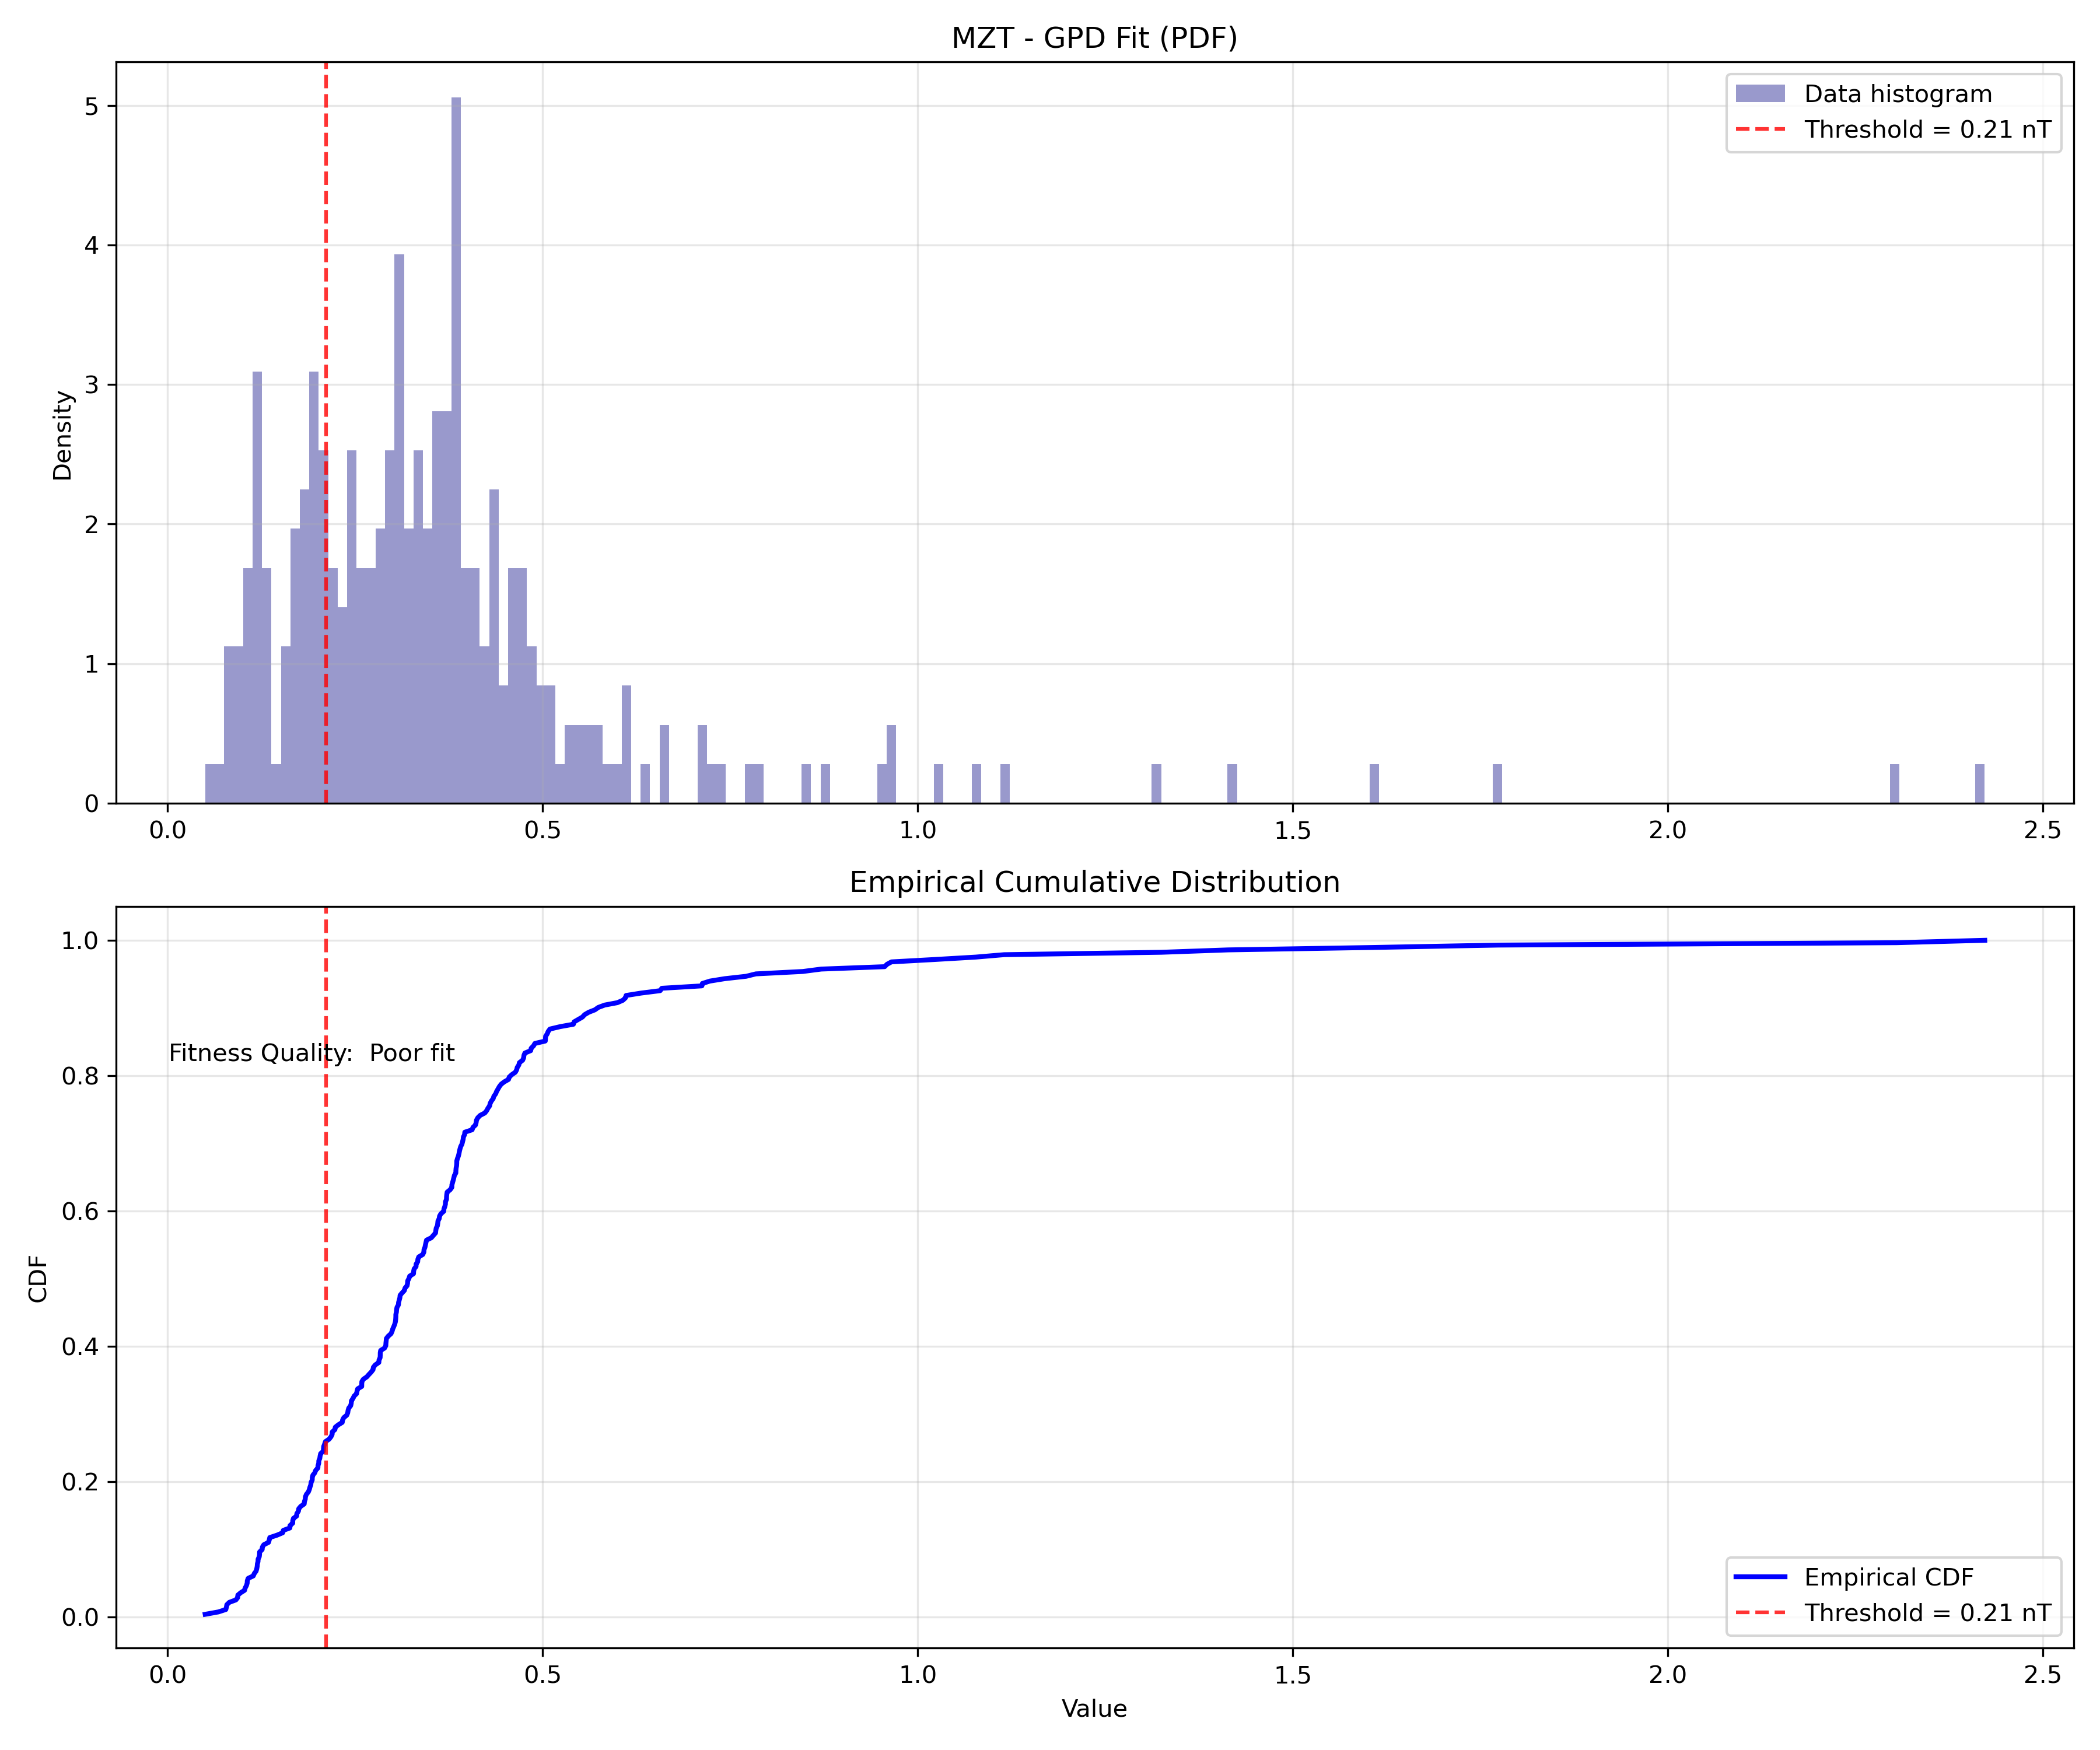 MZT - GPD Fit (PDF)
Density
5
4
3
2
1
0
Data histogram
Threshold = 0.21 nT
0.0 0.5 1.0 1.5 2.0 2.5
Empirical Cumulative Distribution
CDF
1.0
0.8
0.6
0.4
0.2
0.0
Fitness Quality:  Poor fit
Empirical CDF
Threshold = 0.21 nT
0.0 0.5 1.0 1.5 2.0 2.5
Value